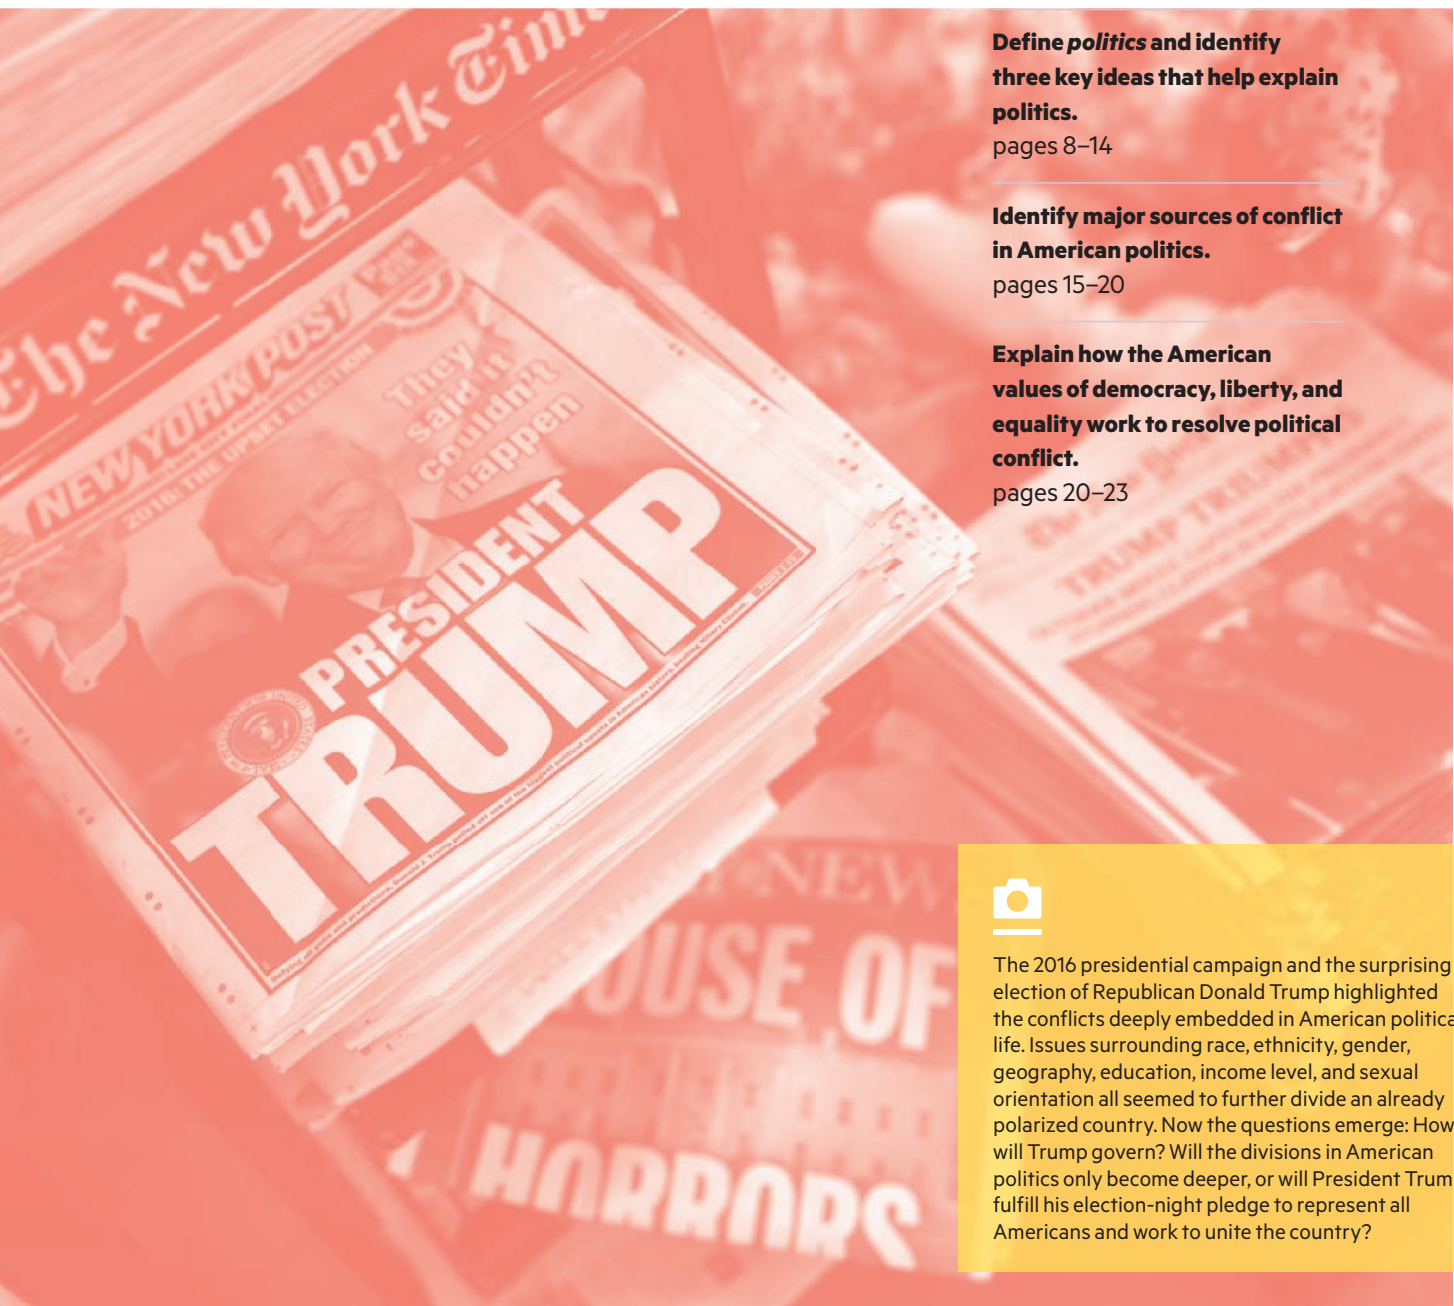 The New York Tim
Define politics and identify
three key ideas that help explain
politics.
pages 8–14
Identify major sources of conflict
in American politics.
pages 15–20
Explain how the American
values of democracy, liberty, and
equality work to resolve political
conflict.
pages 20–23
NEW YORK POST
2016: THE UPSET ELECTION
They
said it
couldn't
happen
PRESIDENT
TRUMP
TRUMP TRIUMPHS
NEW
HOUSE OF
HORRORS
The 2016 presidential campaign and the surprising
election of Republican Donald Trump highlighted
the conflicts deeply embedded in American politica
life. Issues surrounding race, ethnicity, gender,
geography, education, income level, and sexual
orientation all seemed to further divide an already
polarized country. Now the questions emerge: How
will Trump govern? Will the divisions in American
politics only become deeper, or will President Trum
fulfill his election-night pledge to represent all
Americans and work to unite the country?